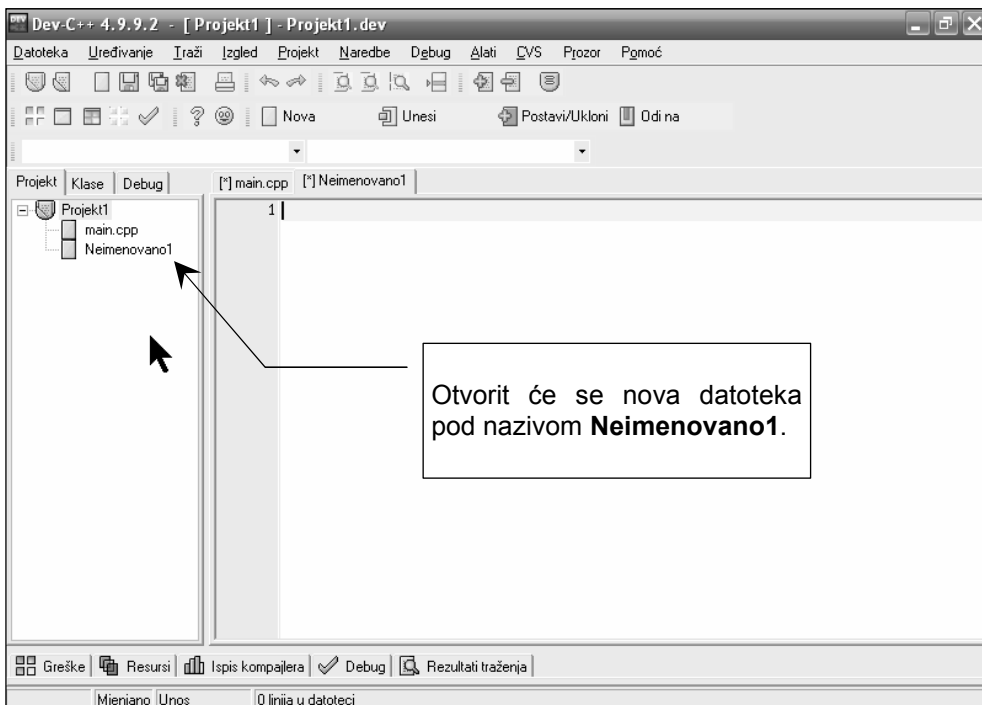 Dev-C++ 4.9.9.2 - [ Projekt1 ] - Projekt1.dev
Datoteka Uređivanje Traži Izgled Projekt Naredbe Debug Alati CVS Prozor Pomoć
Nova Unesi Postavi/Ukloni Odi na
Projekt Klase Debug [*] main.cpp [*] Neimenovano1
Projekt1
main.cpp
Neimenovano1
1
Otvorit će se nova datoteka
pod nazivom Neimenovano1.
Greške Resursi Ispis kompajlera Debug Rezultati traženja
Mijenjano Unos 0 linija u datoteci